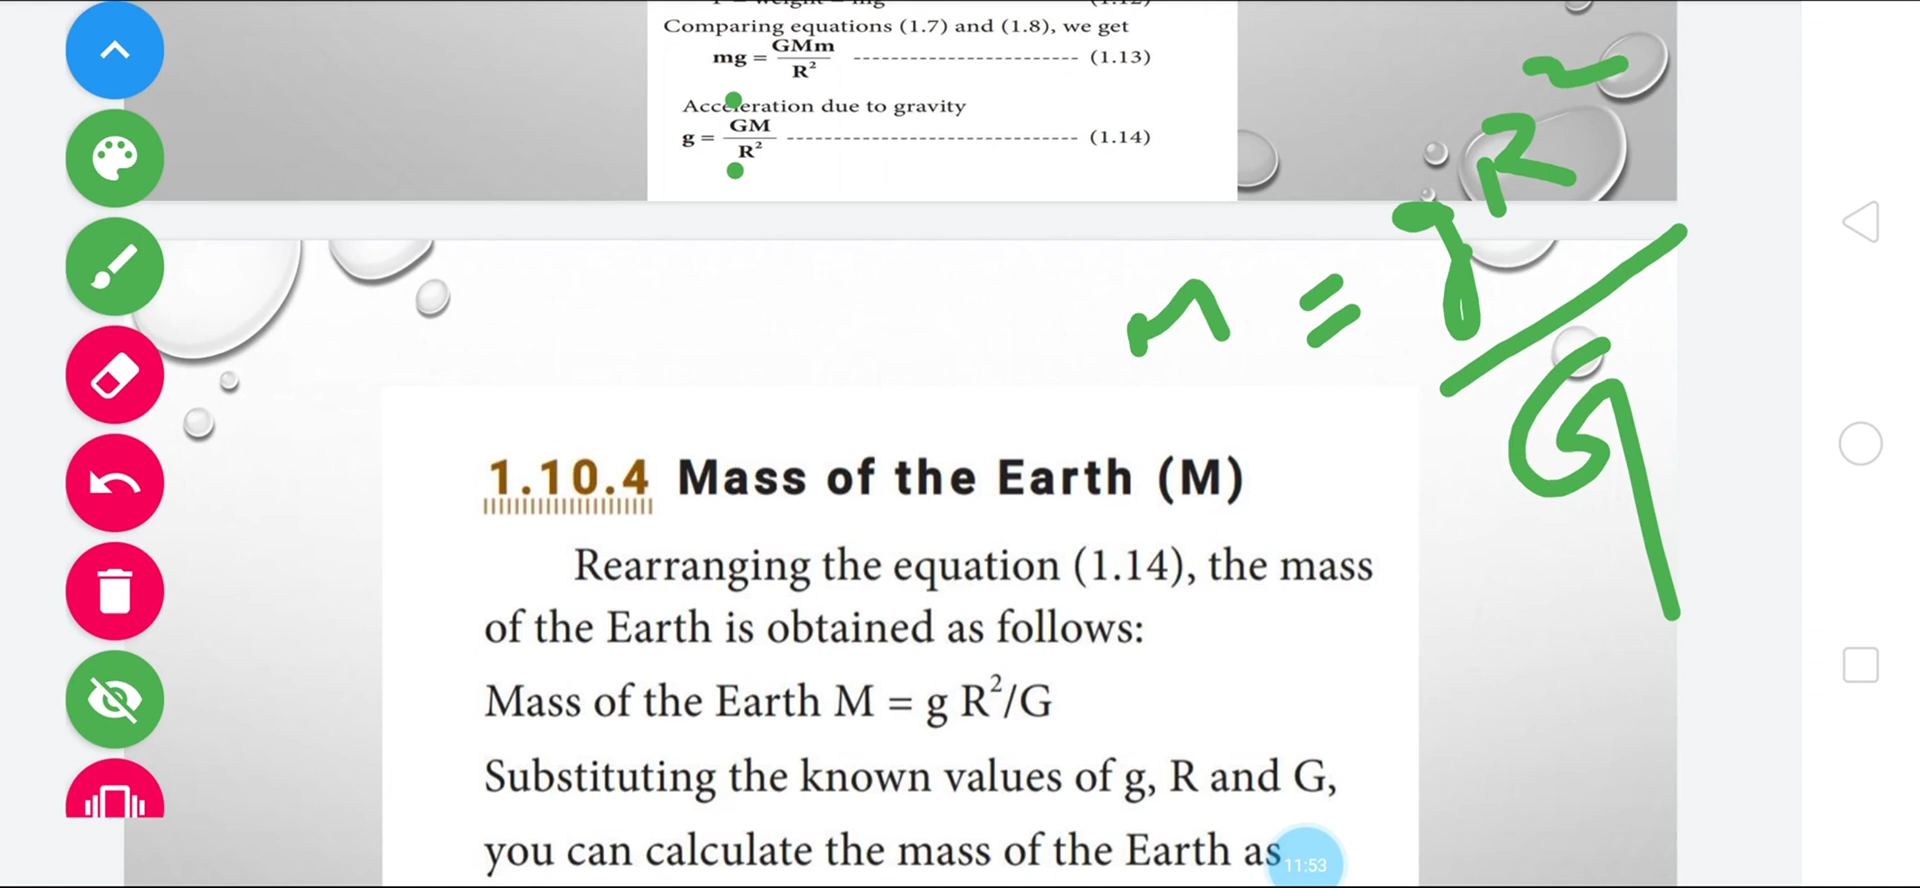 Comparing equations (1.7) and (1.8), we get
mg = GMm / R² ---------------------------- (1.13)
Acceleration due to gravity
g = GM / R² ------------------------------------ (1.14)
M = g R² / G
1.10.4 Mass of the Earth (M)
Rearranging the equation (1.14), the mass
of the Earth is obtained as follows:
Mass of the Earth M = g R²/G
Substituting the known values of g, R and G,
you can calculate the mass of the Earth as
11:53